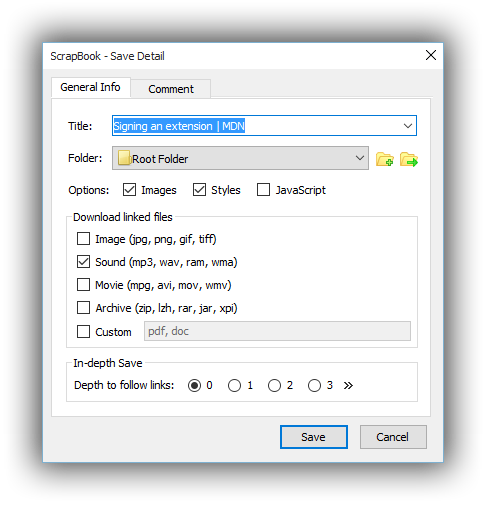 ScrapBook - Save Detail
General Info Comment
Title: Signing an extension | MDN
Folder: Root Folder
Options: Images Styles JavaScript
Download linked files
Image (jpg, png, gif, tiff)
Sound (mp3, wav, ram, wma)
Movie (mpg, avi, mov, wmv)
Archive (zip, lzh, rar, jar, xpi)
Custom pdf, doc
In-depth Save
Depth to follow links: 0 1 2 3 »
Save Cancel